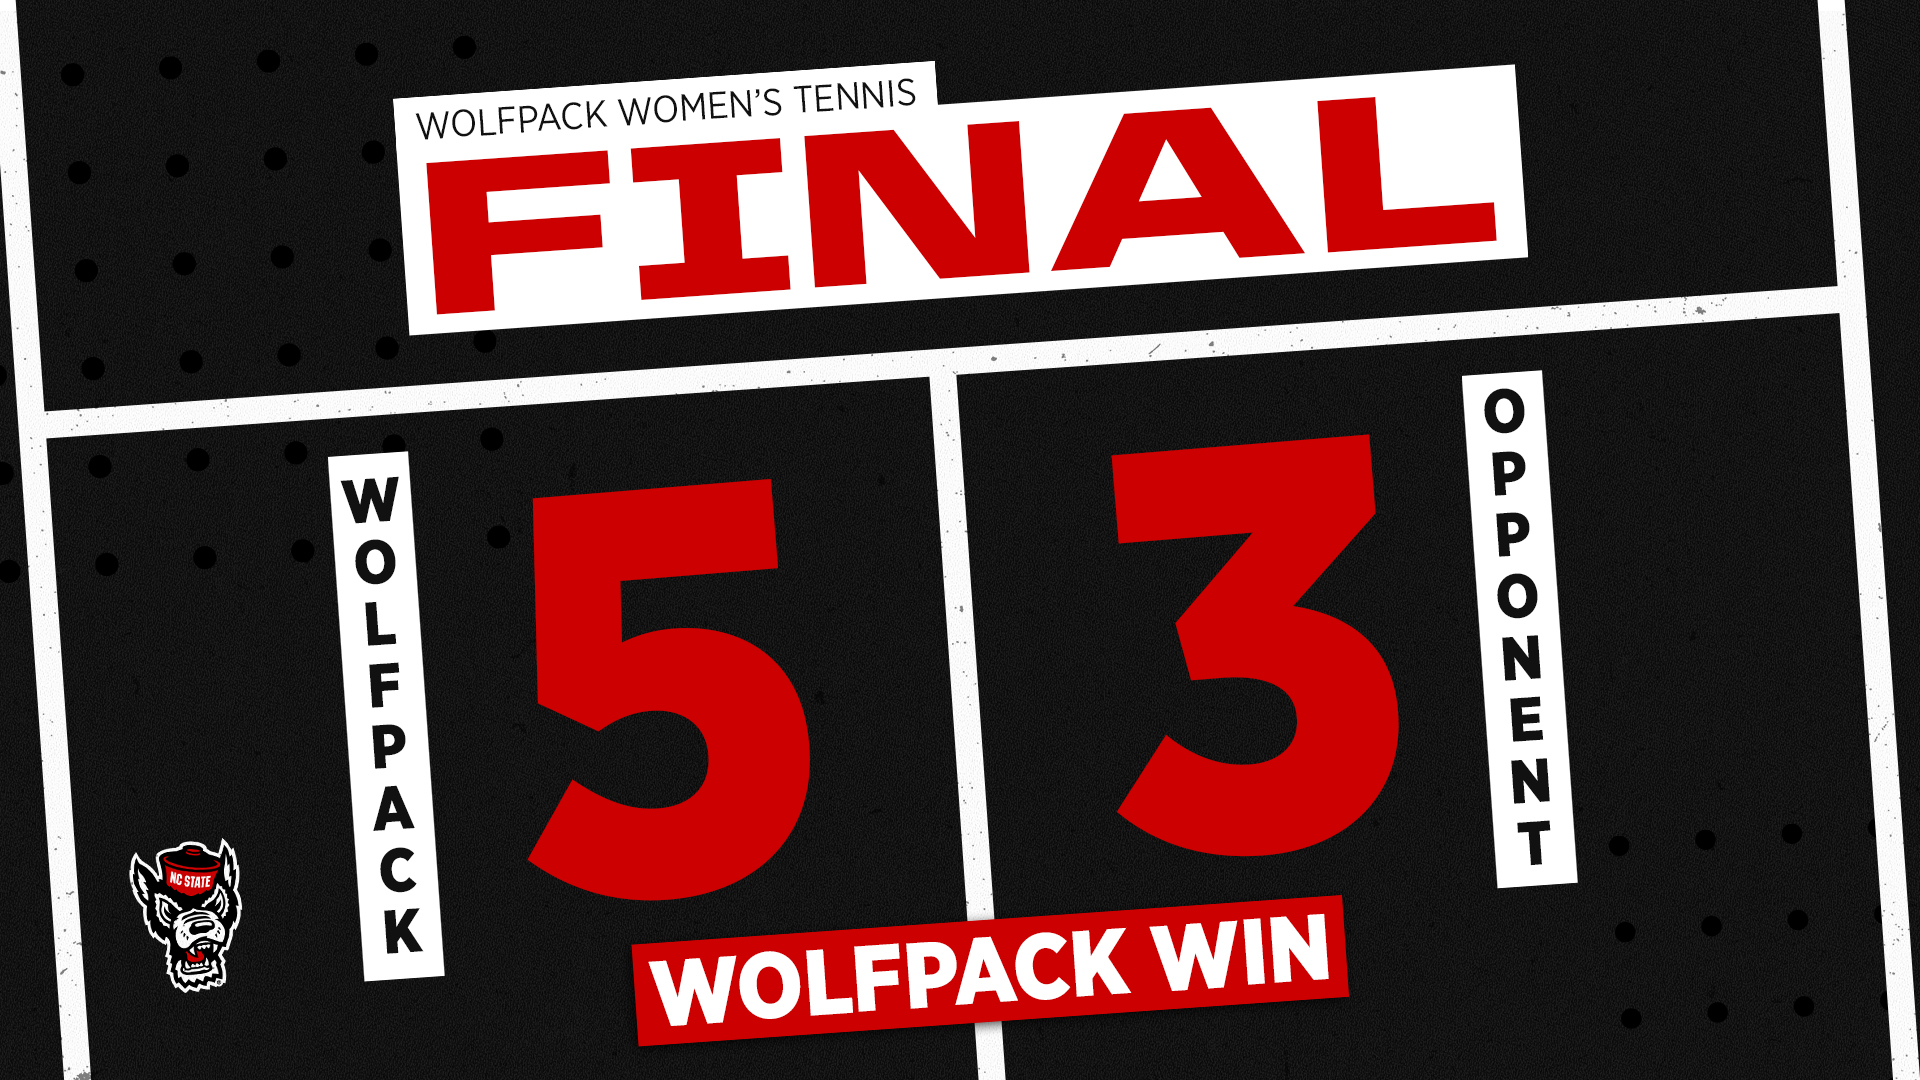 WOLFPACK WOMEN’S TENNIS
FINAL
WOLFPACK
5
3
OPPONENT
NC STATE
WOLFPACK WIN